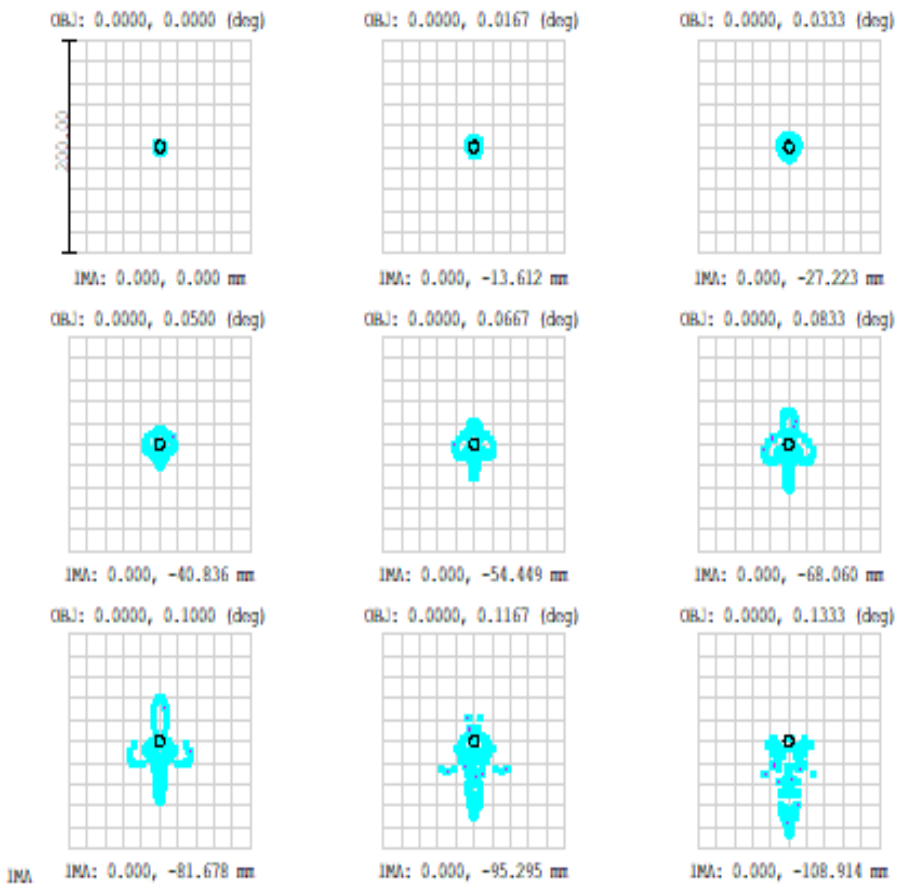 OBJ: 0.0000, 0.0000 (deg)
OBJ: 0.0000, 0.0167 (deg)
OBJ: 0.0000, 0.0333 (deg)
200.00
IMA: 0.000, 0.000 mm
IMA: 0.000, -13.612 mm
IMA: 0.000, -27.223 mm
OBJ: 0.0000, 0.0500 (deg)
OBJ: 0.0000, 0.0667 (deg)
OBJ: 0.0000, 0.0833 (deg)
IMA: 0.000, -40.836 mm
IMA: 0.000, -54.449 mm
IMA: 0.000, -68.060 mm
OBJ: 0.0000, 0.1000 (deg)
OBJ: 0.0000, 0.1167 (deg)
OBJ: 0.0000, 0.1333 (deg)
IMA: 0.000, -81.678 mm
IMA: 0.000, -95.295 mm
IMA: 0.000, -108.914 mm
IMA